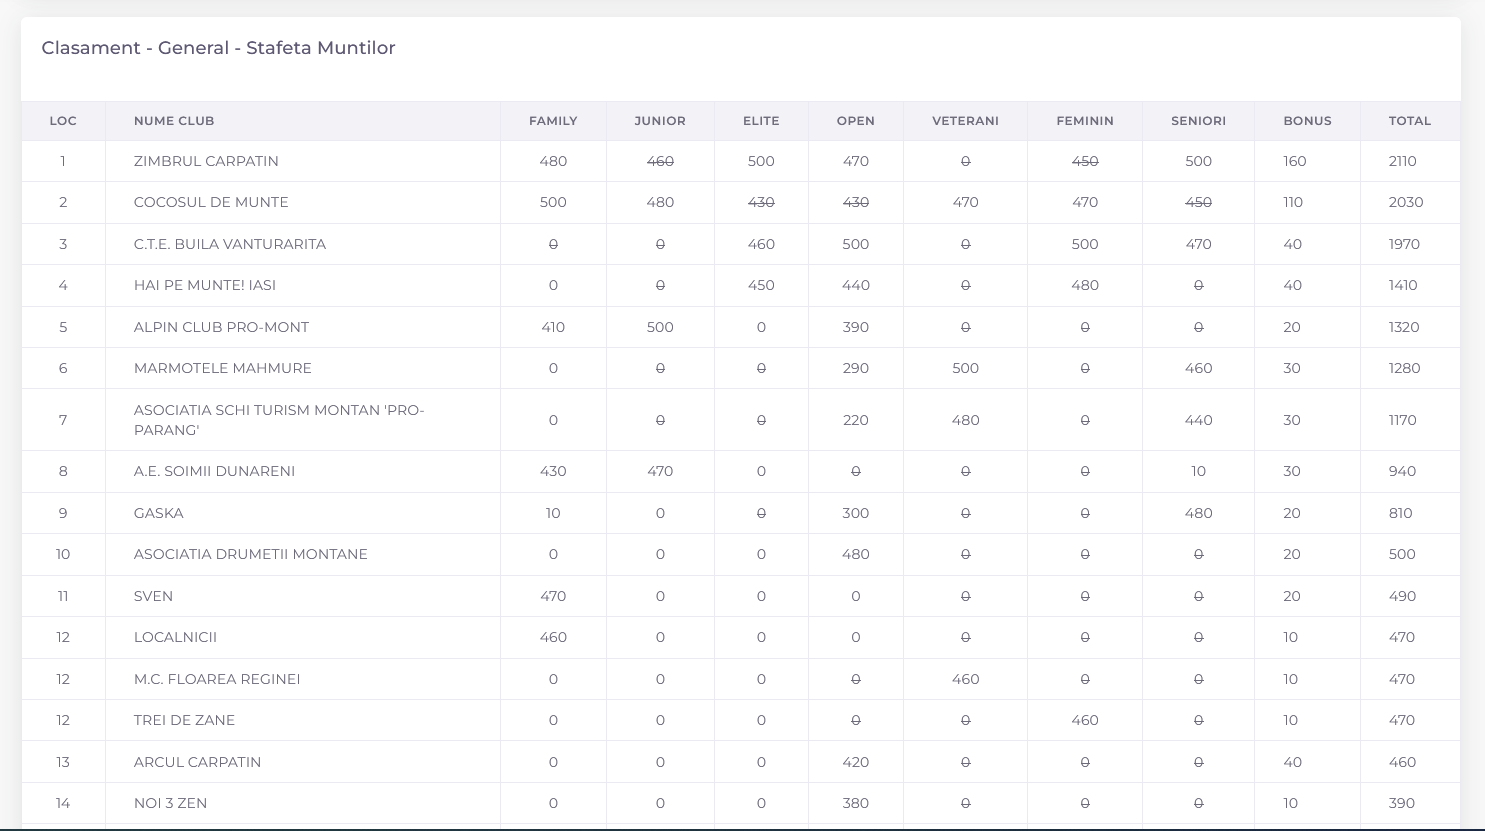 Clasament - General - Stafeta Muntilor
LOC NUME CLUB FAMILY JUNIOR ELITE OPEN VETERANI FEMININ SENIORI BONUS TOTAL
1 ZIMBRUL CARPATIN 480 460 500 470 0 450 500 160 2110
2 COCOSUL DE MUNTE 500 480 430 430 470 470 450 110 2030
3 C.T.E. BUILA VANTURARITA 0 0 460 500 0 500 470 40 1970
4 HAI PE MUNTE! IASI 0 0 450 440 0 480 0 40 1410
5 ALPIN CLUB PRO-MONT 410 500 0 390 0 0 0 20 1320
6 MARMOTELE MAHMURE 0 0 0 290 500 0 460 30 1280
7 ASOCIATIA SCHI TURISM MONTAN 'PRO-
PARANG' 0 0 0 220 480 0 440 30 1170
8 A.E. SOIMII DUNARENI 430 470 0 0 0 0 10 30 940
9 GASKA 10 0 0 300 0 0 480 20 810
10 ASOCIATIA DRUMETII MONTANE 0 0 0 480 0 0 0 20 500
11 SVEN 470 0 0 0 0 0 0 20 490
12 LOCALNICII 460 0 0 0 0 0 0 10 470
12 M.C. FLOAREA REGINEI 0 0 0 0 460 0 0 10 470
12 TREI DE ZANE 0 0 0 0 0 460 0 10 470
13 ARCUL CARPATIN 0 0 0 420 0 0 0 40 460
14 NOI 3 ZEN 0 0 0 380 0 0 0 10 390